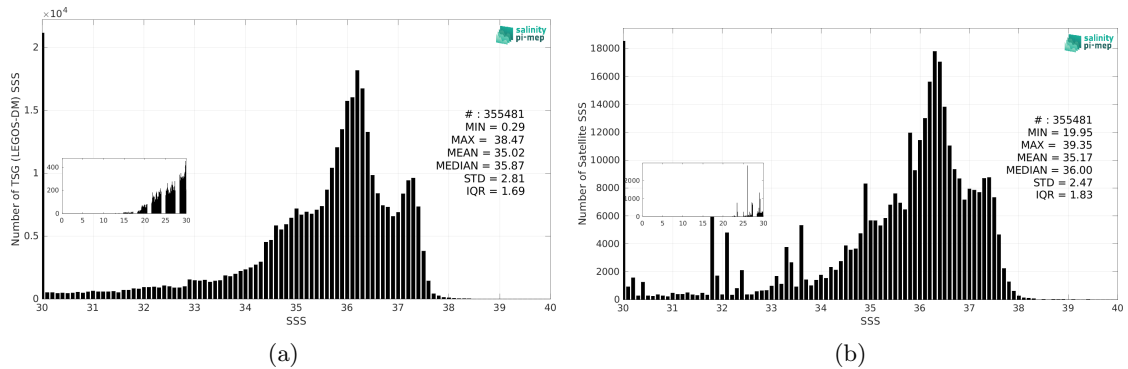 ×10^4
salinity
pi-mep
Number of TSG (LEGOS-DM) SSS
2
1.5
1
0.5
0
# : 355481
MIN = 0.29
MAX = 38.47
MEAN = 35.02
MEDIAN = 35.87
STD = 2.81
IQR = 1.69
400
200
0
0 5 10 15 20 25 30
30 31 32 33 34 35 36 37 38 39 40
SSS
(a)
salinity
pi-mep
Number of Satellite SSS
18000
16000
14000
12000
10000
8000
6000
4000
2000
0
# : 355481
MIN = 19.95
MAX = 39.35
MEAN = 35.17
MEDIAN = 36.00
STD = 2.47
IQR = 1.83
2000
1000
0
0 5 10 15 20 25 30
30 31 32 33 34 35 36 37 38 39 40
SSS
(b)